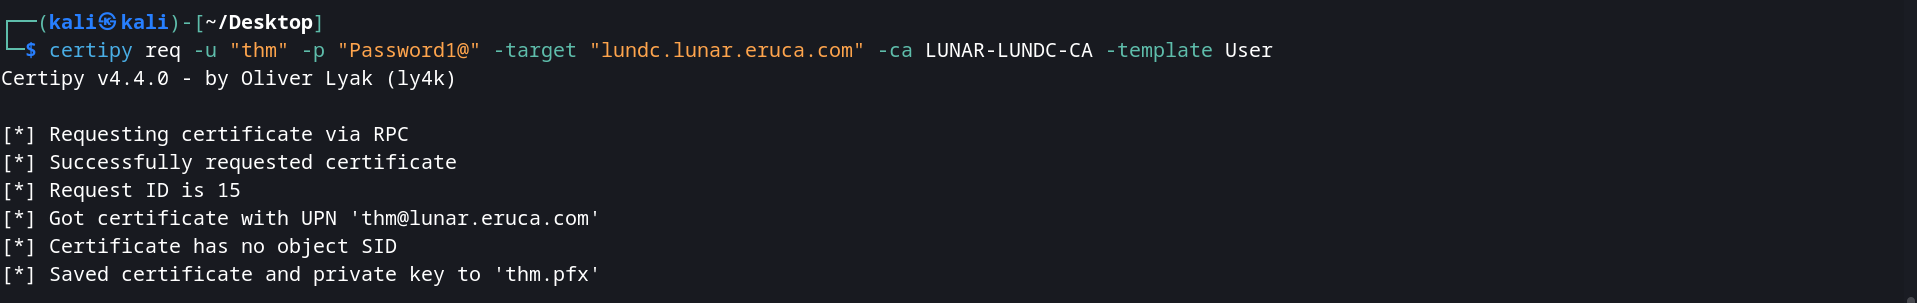 ┌──(kali㉿kali)-[~/Desktop]
└─$ certipy req -u "thm" -p "Password1@" -target "lundc.lunar.eruca.com" -ca LUNAR-LUNDC-CA -template User
Certipy v4.4.0 - by Oliver Lyak (ly4k)
[*] Requesting certificate via RPC
[*] Successfully requested certificate
[*] Request ID is 15
[*] Got certificate with UPN 'thm@lunar.eruca.com'
[*] Certificate has no object SID
[*] Saved certificate and private key to 'thm.pfx'